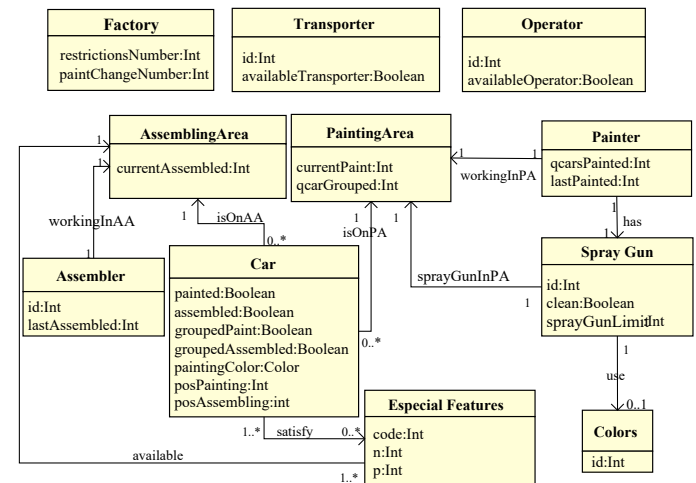 Factory
restrictionsNumber:Int
paintChangeNumber:Int
Transporter
id:Int
availableTransporter:Boolean
Operator
id:Int
availableOperator:Boolean
AssemblingArea
currentAssembled:Int
PaintingArea
currentPaint:Int
qcarGrouped:Int
Painter
qcarsPainted:Int
lastPainted:Int
1
1
1
1
workingInPA
workingInAA
1
1
isOnAA
0..*
1
isOnPA
1
1
has
1
Assembler
id:Int
lastAssembled:Int
Car
painted:Boolean
assembled:Boolean
groupedPaint:Boolean
groupedAssembled:Boolean
paintingColor:Color
posPainting:Int
posAssembling:int
0..*
sprayGunInPA
1
Spray Gun
id:Int
clean:Boolean
sprayGunLimit:Int
1
use
0..1
Colors
id:Int
1..*
satisfy
0..*
available
1..*
Especial Features
code:Int
n:Int
p:Int